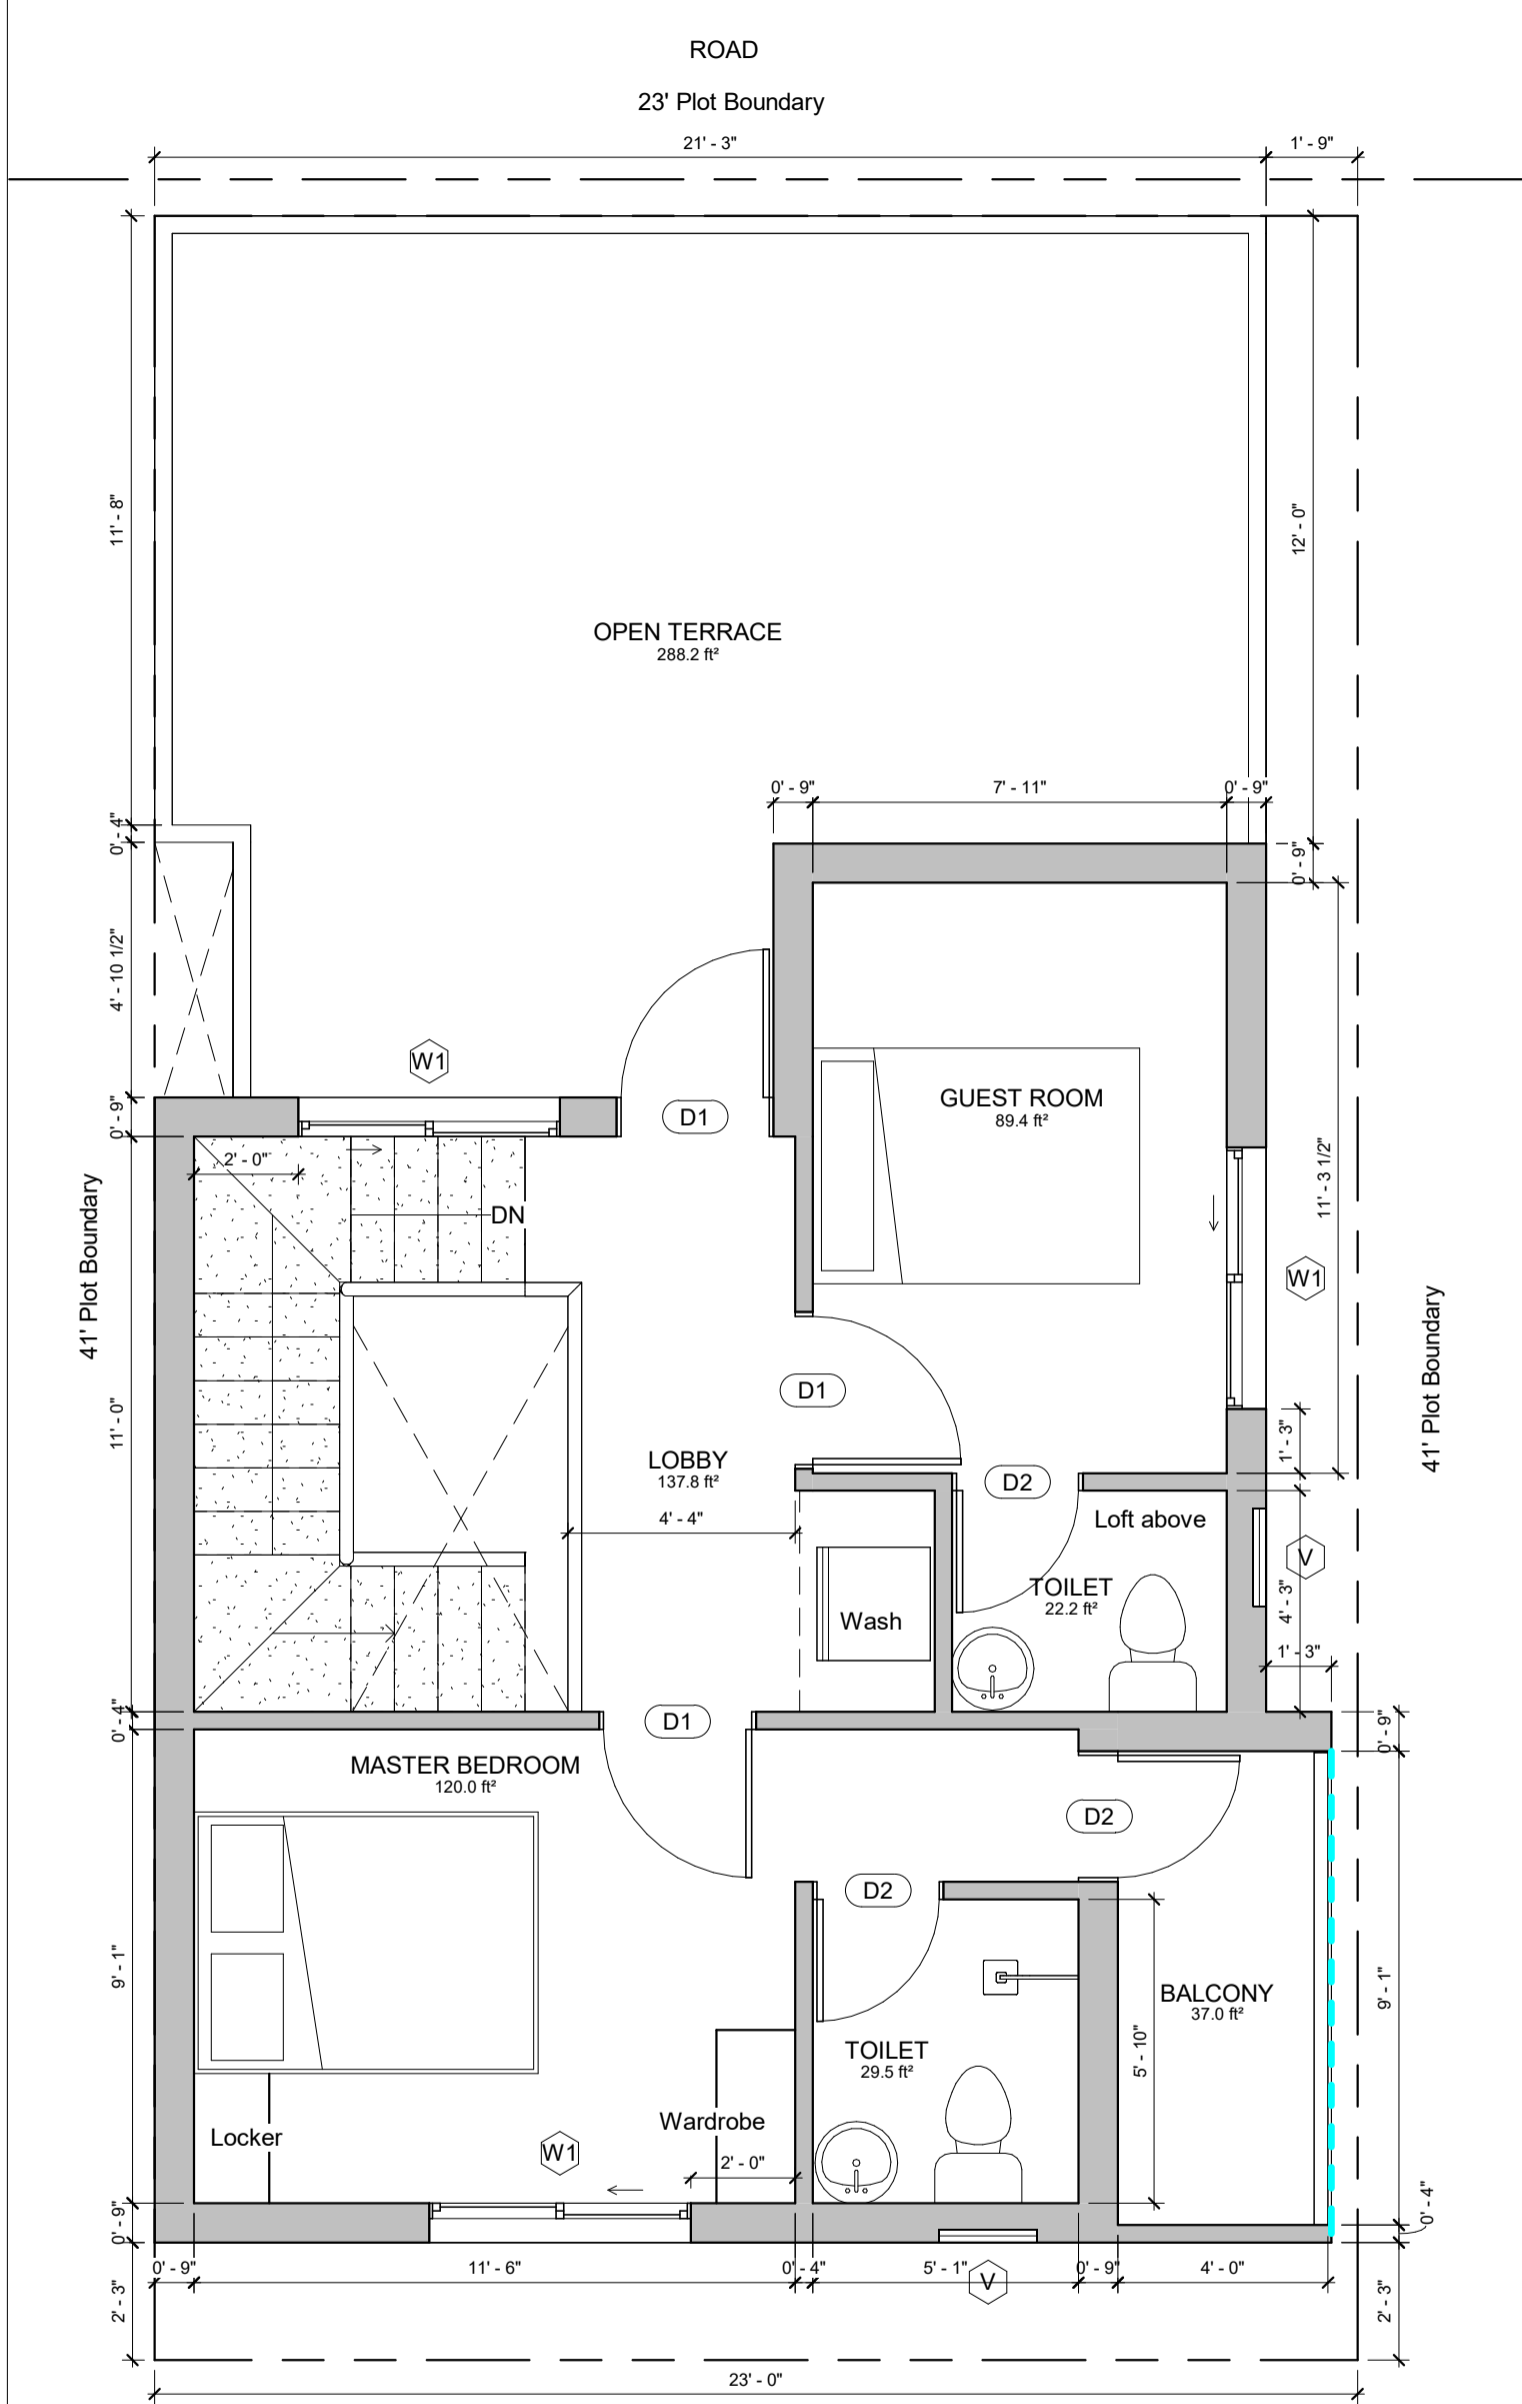 ROAD
23' Plot Boundary
21' - 3"
1' - 9"
11' - 8"
12' - 0"
OPEN TERRACE
288.2 ft²
0' - 9"
7' - 11"
0' - 9"
0' - 4"
0' - 9"
4' - 10 1/2"
W1
D1
GUEST ROOM
89.4 ft²
0' - 9"
2' - 0"
11' - 3 1/2"
DN
41' Plot Boundary
W1
41' Plot Boundary
D1
11' - 0"
1' - 3"
LOBBY
137.8 ft²
D2
4' - 4"
Loft above
V
TOILET
22.2 ft²
4' - 3"
Wash
1' - 3"
0' - 4"
D1
0' - 9"
MASTER BEDROOM
120.0 ft²
D2
D2
9' - 1"
BALCONY
37.0 ft²
9' - 1"
TOILET
29.5 ft²
5' - 10"
Wardrobe
Locker
W1
2' - 0"
0' - 9"
0' - 4"
0' - 9"
11' - 6"
0' - 4"
5' - 1"
V
0' - 9"
4' - 0"
2' - 3"
2' - 3"
23' - 0"